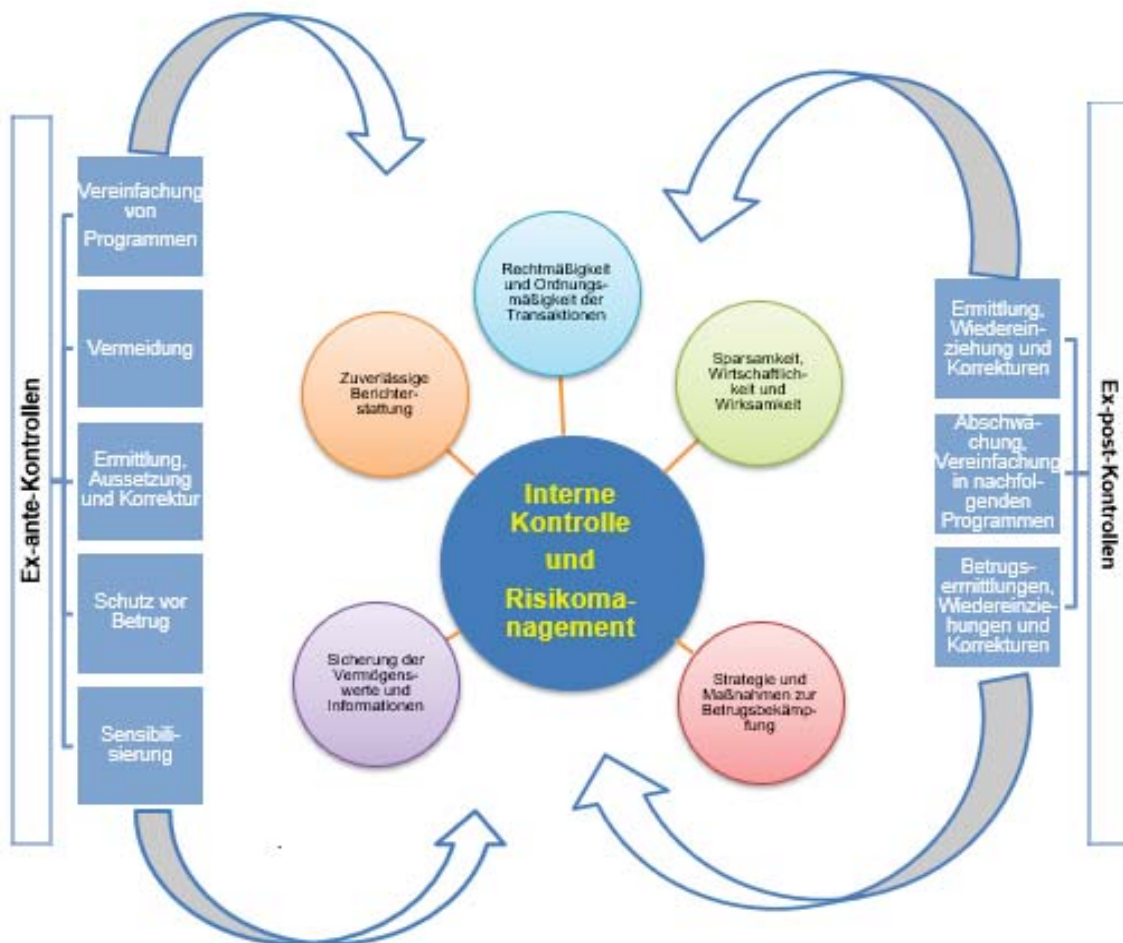 Ex-ante-Kontrollen
Vereinfachung
von
Programmen
Vermeidung
Ermittlung,
Aussetzung
und Korrektur
Schutz vor
Betrug
Sensibili-
sierung
Rechtmäßigkeit
und Ordnungs-
mäßigkeit der
Transaktionen
Zuverlässige
Berichter-
stattung
Sparsamkeit,
Wirtschaftlich-
keit und
Wirksamkeit
Interne
Kontrolle
und
Risikoma-
nagement
Sicherung der
Vermögens-
werte und
Informationen
Strategie und
Maßnahmen zur
Betrugsbekämp-
fung
Ermittlung,
Wiederein-
ziehung und
Korrekturen
Abschwä-
chung,
Vereinfachung
in nachfol-
genden
Programmen
Betrugs-
ermittlungen,
Wiedereinzie-
hungen und
Korrekturen
Ex-post-Kontrollen